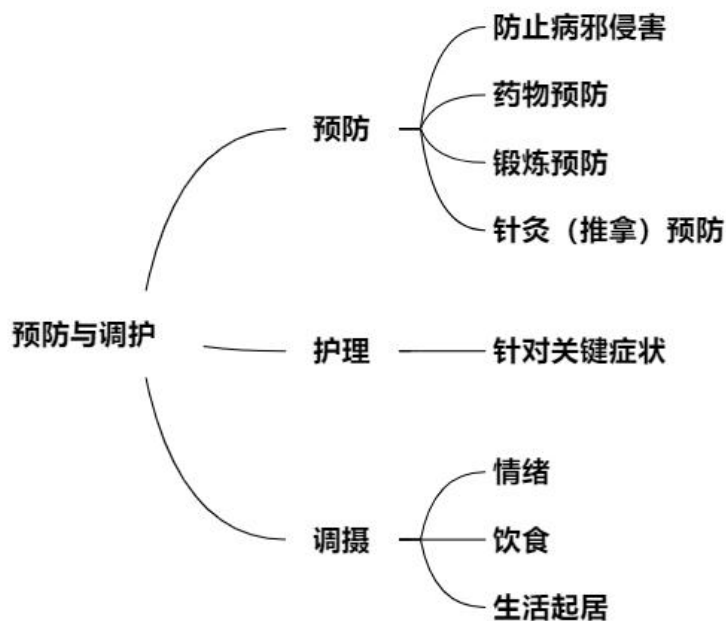 预防与调护
预防
防止病邪侵害
药物预防
锻炼预防
针灸（推拿）预防
护理
针对关键症状
调摄
情绪
饮食
生活起居